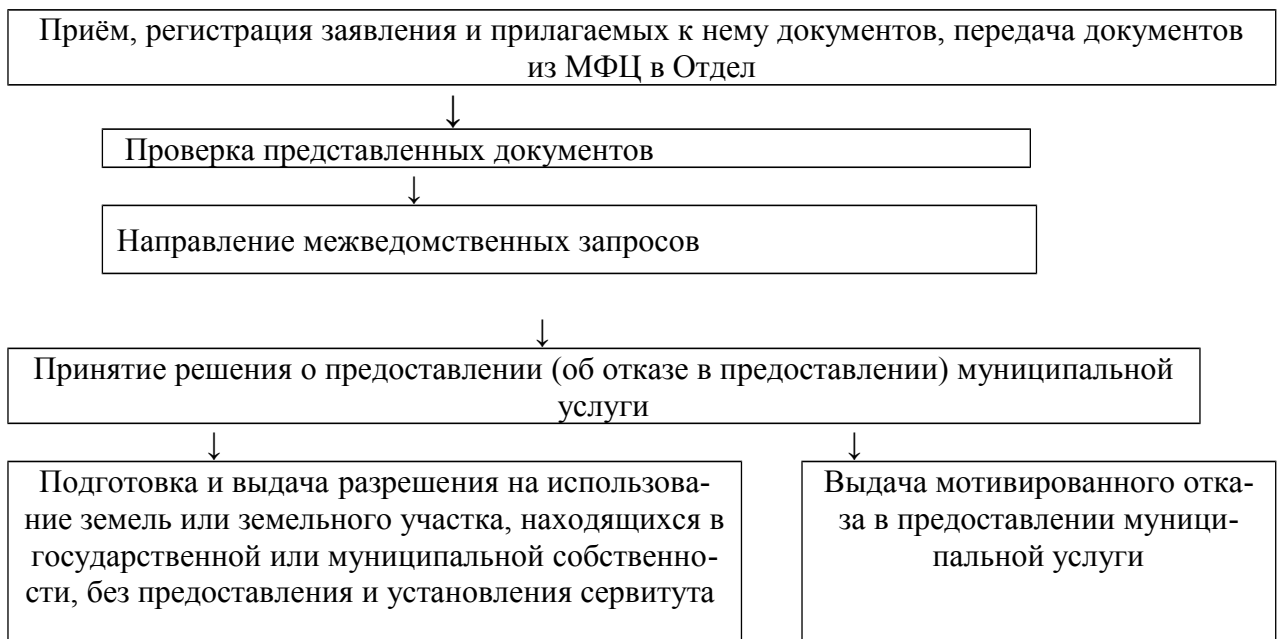 Приём, регистрация заявления и прилагаемых к нему документов, передача документов
из МФЦ в Отдел
↓
Проверка представленных документов
↓
Направление межведомственных запросов
↓
Принятие решения о предоставлении (об отказе в предоставлении) муниципальной
услуги
↓ ↓
Подготовка и выдача разрешения на использова-
ние земель или земельного участка, находящихся в
государственной или муниципальной собственно-
сти, без предоставления и установления сервитута
Выдача мотивированного отка-
за в предоставлении муници-
пальной услуги